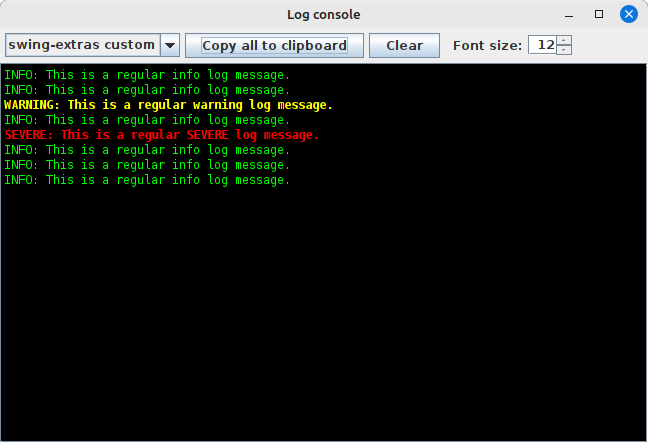 Log console
swing-extras custom Copy all to clipboard Clear Font size: 12
INFO: This is a regular info log message.
INFO: This is a regular info log message.
WARNING: This is a regular warning log message.
INFO: This is a regular info log message.
SEVERE: This is a regular SEVERE log message.
INFO: This is a regular info log message.
INFO: This is a regular info log message.
INFO: This is a regular info log message.